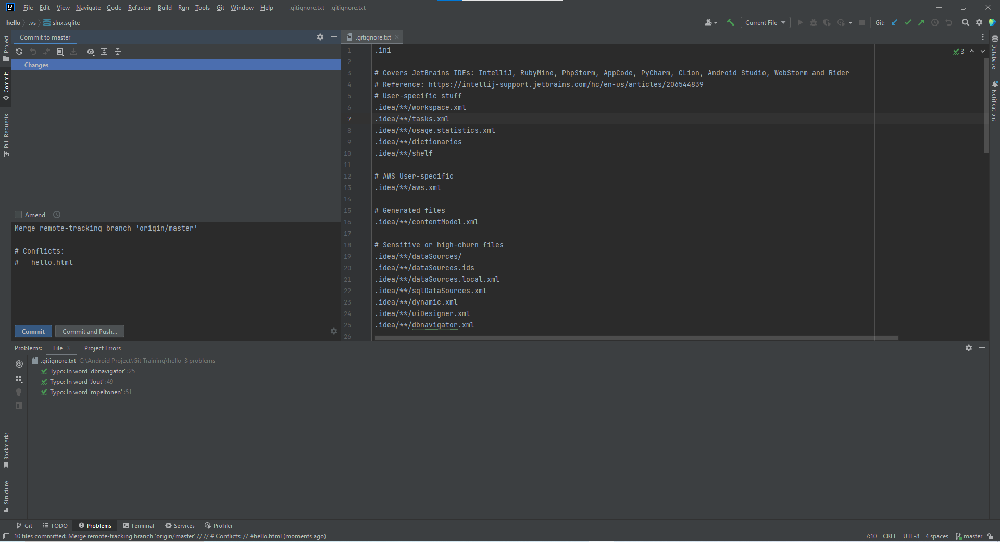 IJ File Edit View Navigate Code Refactor Build Run Tools Git Window Help .gitignore.txt - .gitignore.txt
hello .vs slnx.sqlite Current File Git:
Project
Commit
Pull Requests
Bookmarks
Structure
Commit to master
Changes
Amend
Merge remote-tracking branch 'origin/master'
# Conflicts:
#   hello.html
Commit Commit and Push...
.gitignore.txt
3
1 .ini
2
3 # Covers JetBrains IDEs: IntelliJ, RubyMine, PhpStorm, AppCode, PyCharm, CLion, Android Studio, WebStorm and Rider
4 # Reference: https://intellij-support.jetbrains.com/hc/en-us/articles/206544839
5 # User-specific stuff
6 .idea/**/workspace.xml
7 .idea/**/tasks.xml
8 .idea/**/usage.statistics.xml
9 .idea/**/dictionaries
10 .idea/**/shelf
11
12 # AWS User-specific
13 .idea/**/aws.xml
14
15 # Generated files
16 .idea/**/contentModel.xml
17
18 # Sensitive or high-churn files
19 .idea/**/dataSources/
20 .idea/**/dataSources.ids
21 .idea/**/dataSources.local.xml
22 .idea/**/sqlDataSources.xml
23 .idea/**/dynamic.xml
24 .idea/**/uiDesigner.xml
25 .idea/**/dbnavigator.xml
26
Database
Notifications
Problems: File 3 Project Errors
.gitignore.txt C:\Android Project\Git Training\hello 3 problems
Typo: In word 'dbnavigator' :25
Typo: In word 'Jout' :49
Typo: In word 'mpeltonen' :51
Git TODO Problems Terminal Services Profiler
10 files committed: Merge remote-tracking branch 'origin/master' // // # Conflicts: // #hello.html (moments ago) 7:10 CRLF UTF-8 4 spaces master